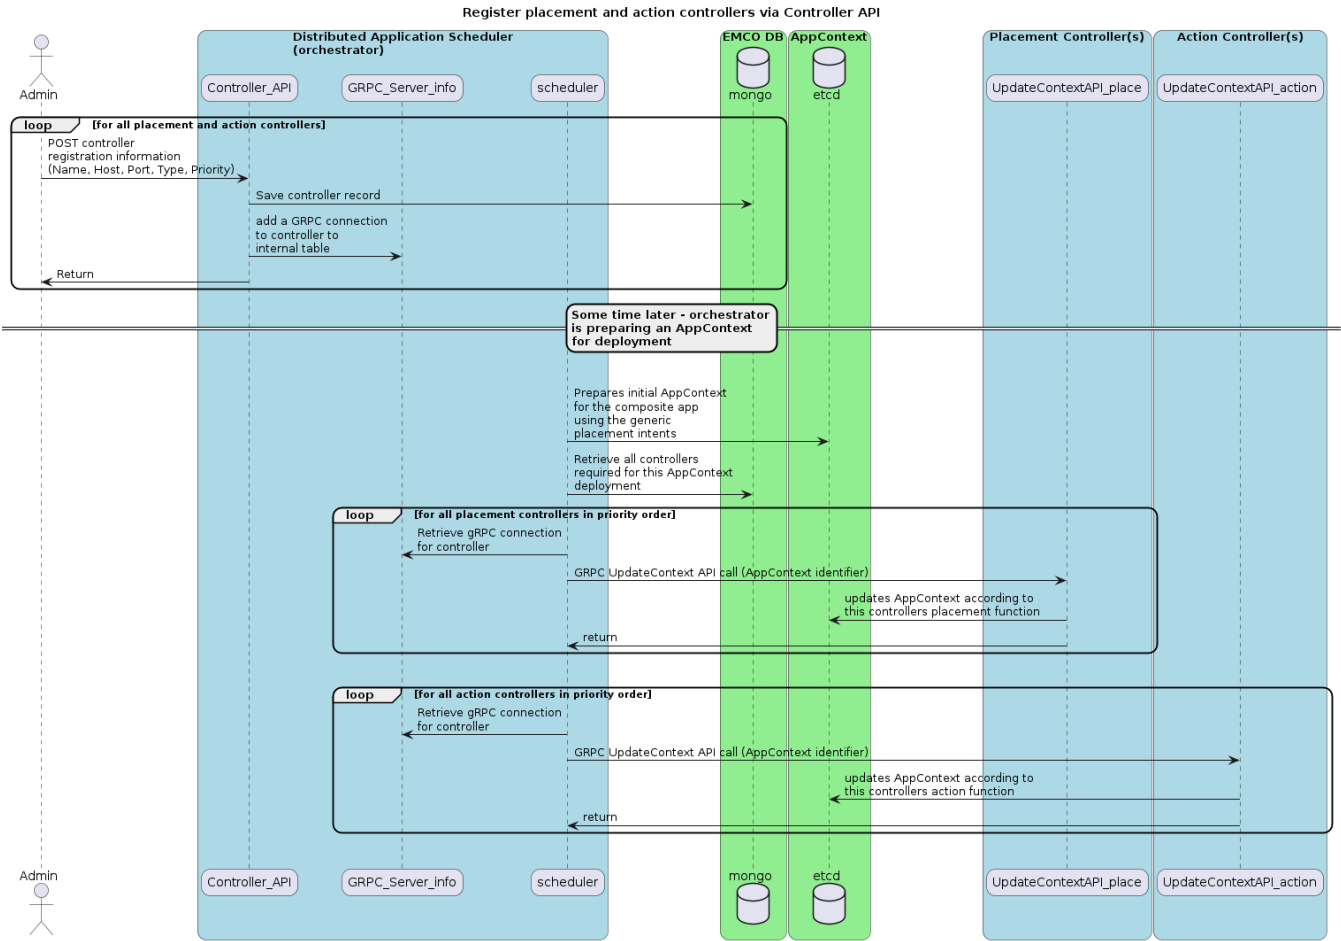 Register placement and action controllers via Controller API
Distributed Application Scheduler
(orchestrator)
EMCO DB
AppContext
Placement Controller(s)
Action Controller(s)
Admin
Controller_API
GRPC_Server_info
scheduler
mongo
etcd
UpdateContextAPI_place
UpdateContextAPI_action
loop
[for all placement and action controllers]
POST controller
registration information
(Name, Host, Port, Type, Priority)
Save controller record
add a GRPC connection
to controller to
internal table
Return
Some time later - orchestrator
is preparing an AppContext
for deployment
Prepares initial AppContext
for the composite app
using the generic
placement intents
Retrieve all controllers
required for this AppContext
deployment
loop
[for all placement controllers in priority order]
Retrieve gRPC connection
for controller
GRPC UpdateContext API call (AppContext identifier)
updates AppContext according to
this controllers placement function
return
loop
[for all action controllers in priority order]
Retrieve gRPC connection
for controller
GRPC UpdateContext API call (AppContext identifier)
updates AppContext according to
this controllers action function
return
Admin
Controller_API
GRPC_Server_info
scheduler
mongo
etcd
UpdateContextAPI_place
UpdateContextAPI_action